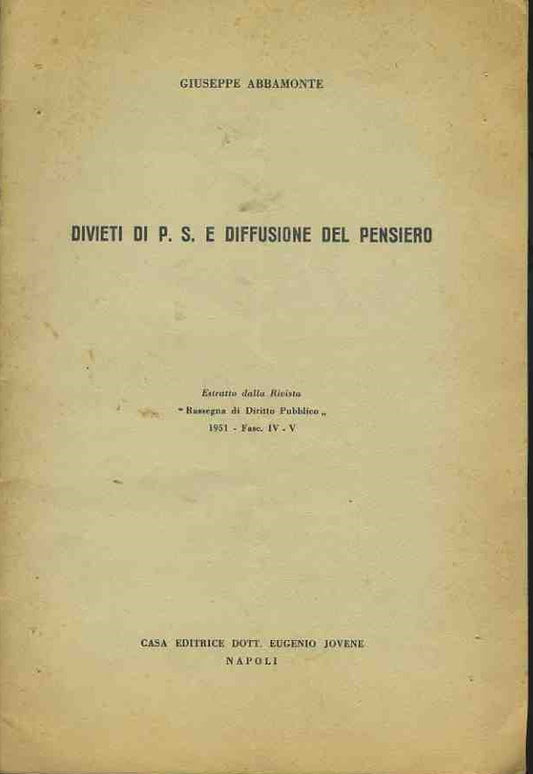 GIUSEPPE ABBAMONTE
DIVIETI DI P. S. E DIFFUSIONE DEL PENSIERO
Estratto dalla Rivista
“ Rassegna di Diritto Pubblico „
1951 - Fasc. IV - V
CASA EDITRICE DOTT. EUGENIO JOVENE
NAPOLI